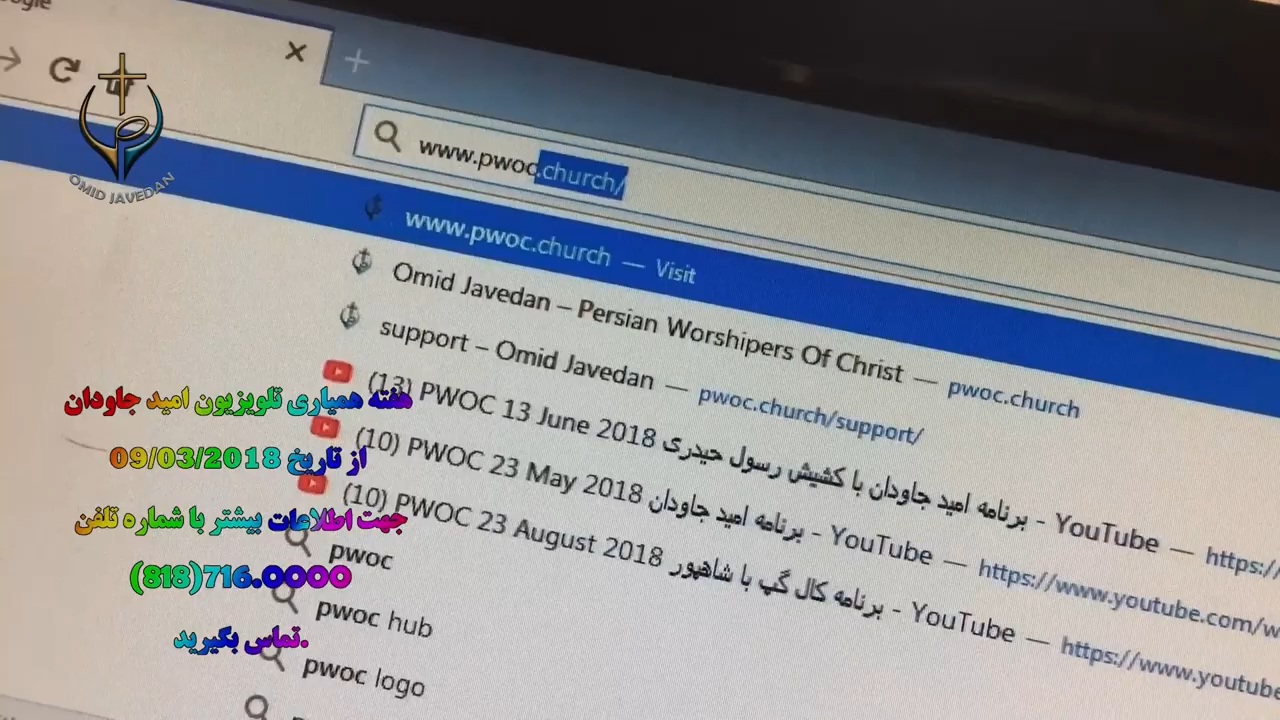 ogle
OMID JAVEDAN
www.pwoc.church/
www.pwoc.church — Visit
Omid Javedan – Persian Worshipers Of Christ — pwoc.church
support – Omid Javedan — pwoc.church/support/
(13) PWOC 13 June 2018 برنامه امید جاودان با کشیش رسول حیدری - YouTube — https:/
(10) PWOC 23 May 2018 برنامه امید جاودان - YouTube — https://www.youtube.com/w
(10) PWOC 23 August 2018 برنامه کال گپ با شاهپور - YouTube — https://www.youtub
pwoc
pwoc hub
pwoc logo
هفته همیاری تلویزیون امید جاودان
از تاریخ 09/03/2018
جهت اطلاعات بیشتر با شماره تلفن
(818)716.0000
تماس بگیرید.